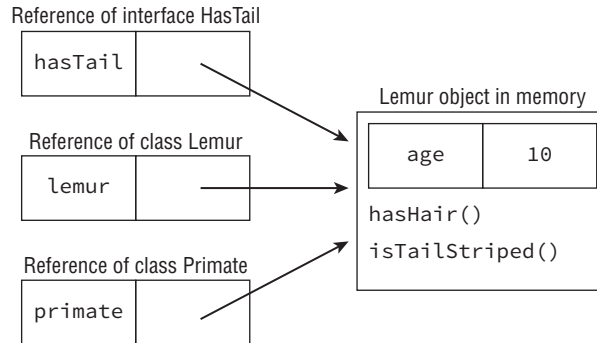 Reference of interface HasTail
hasTail
Reference of class Lemur
lemur
Reference of class Primate
primate
Lemur object in memory
age 10
hasHair()
isTailStriped()